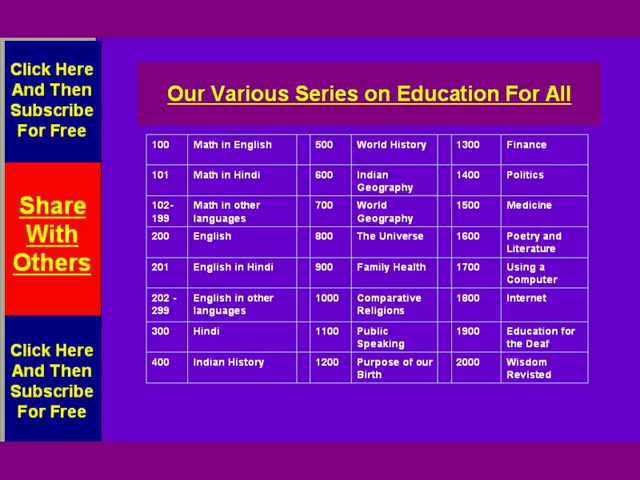 Click Here
And Then
Subscribe
For Free
Share
With
Others
Click Here
And Then
Subscribe
For Free
Our Various Series on Education For All
100 Math in English 500 World History 1300 Finance
101 Math in Hindi 600 Indian Geography 1400 Politics
102-199 Math in other languages 700 World Geography 1500 Medicine
200 English 800 The Universe 1600 Poetry and Literature
201 English in Hindi 900 Family Health 1700 Using a Computer
202 - 299 English in other languages 1000 Comparative Religions 1800 Internet
300 Hindi 1100 Public Speaking 1900 Education for the Deaf
400 Indian History 1200 Purpose of our Birth 2000 Wisdom Revisted